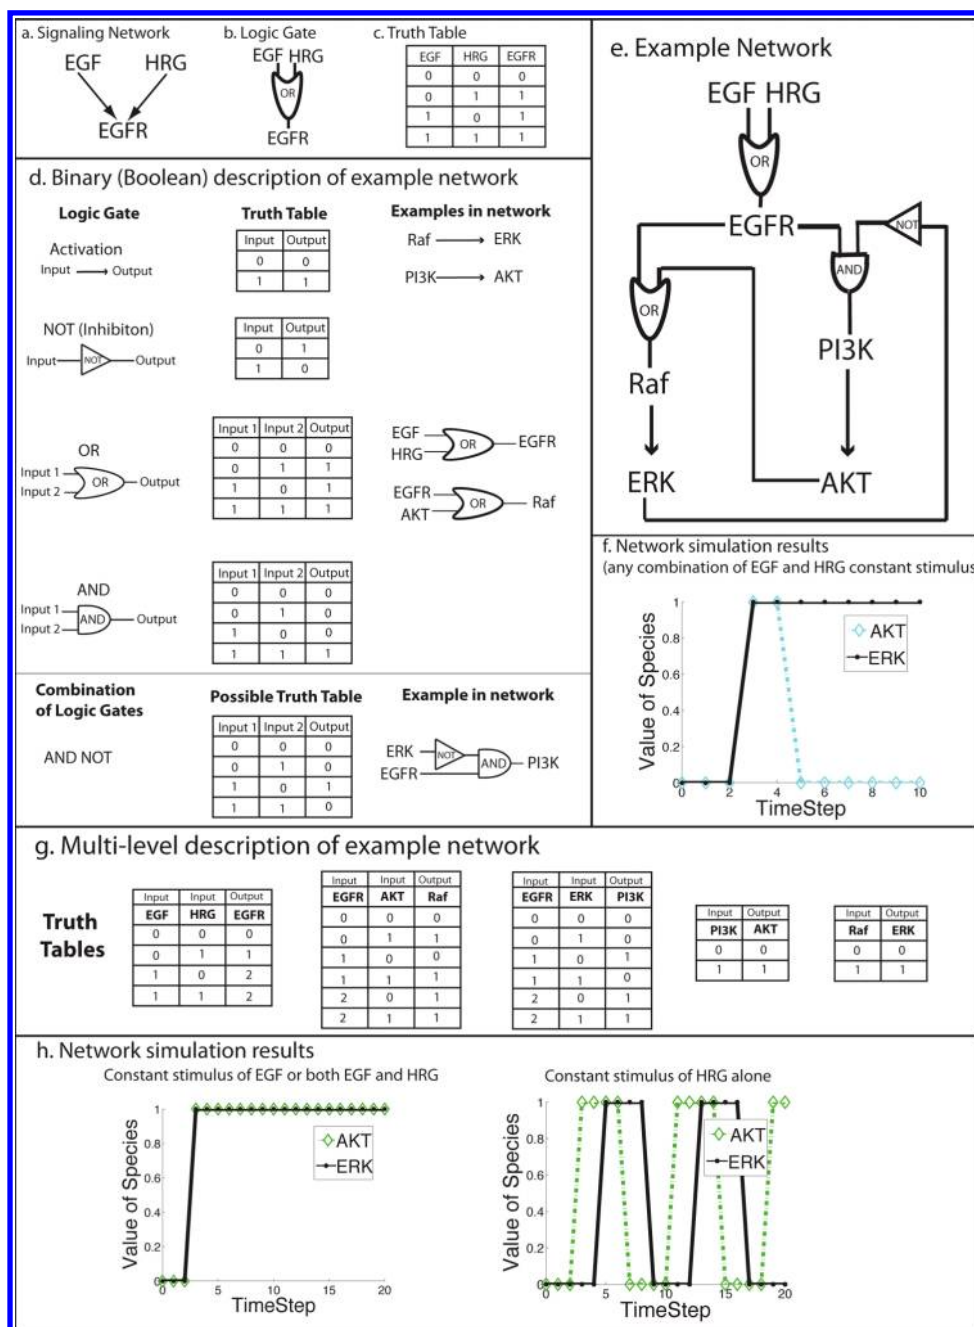 a. Signaling Network
EGF HRG
EGFR
b. Logic Gate
EGF HRG
OR
EGFR
c. Truth Table
EGF HRG EGFR
0 0 0
0 1 1
1 0 1
1 1 1
d. Binary (Boolean) description of example network
Logic Gate Truth Table Examples in network
Activation
Input Output
Input Output
0 0
1 1
Raf ERK
PI3K AKT
NOT (Inhibiton)
Input NOT Output
Input Output
0 1
1 0
OR
Input 1
Input 2
OR
Output
Input 1 Input 2 Output
0 0 0
0 1 1
1 0 1
1 1 1
EGF
HRG
OR
EGFR
EGFR
AKT
OR
Raf
AND
Input 1
Input 2
AND
Output
Input 1 Input 2 Output
0 0 0
0 1 0
1 0 0
1 1 1
Combination
of Logic Gates
Possible Truth Table
Example in network
AND NOT
Input 1 Input 2 Output
0 0 0
0 1 0
1 0 1
1 1 0
ERK
NOT
EGFR
AND
PI3K
e. Example Network
EGF HRG
OR
EGFR
NOT
AND
OR
PI3K
Raf
ERK
AKT
f. Network simulation results
(any combination of EGF and HRG constant stimulus
Value of Species
1
0.8
0.6
0.4
0.2
0
0 2 4 6 8 10
TimeStep
AKT
ERK
g. Multi-level description of example network
Truth
Tables
Input Input Output
EGF HRG EGFR
0 0 0
0 1 1
1 0 2
1 1 2
Input Input Output
EGFR AKT Raf
0 0 0
0 1 1
1 0 0
1 1 1
2 0 1
2 1 1
Input Input Output
EGFR ERK PI3K
0 0 0
0 1 0
1 0 1
1 1 0
2 0 1
2 1 1
Input Output
PI3K AKT
0 0
1 1
Input Output
Raf ERK
0 0
1 1
h. Network simulation results
Constant stimulus of EGF or both EGF and HRG
Value of Species
1
0.8
0.6
0.4
0.2
0
0 5 10 15 20
TimeStep
AKT
ERK
Constant stimulus of HRG alone
Value of Species
1
0.8
0.6
0.4
0.2
0
0 5 10 15 20
TimeStep
AKT
ERK